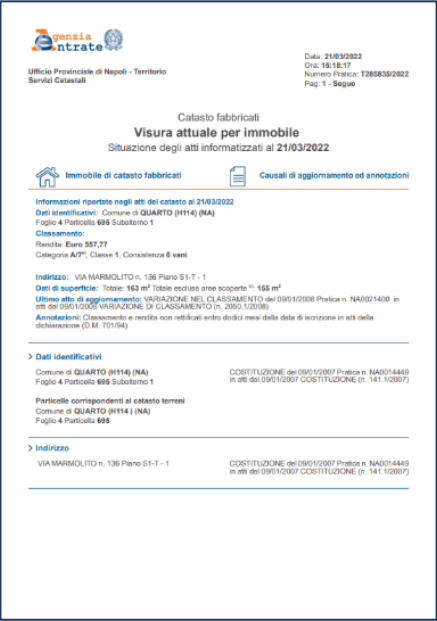 Agenzia
Entrate
Ufficio Provinciale di Napoli - Territorio
Servizi Catastali
Data: 21/03/2022
Ora: 15:18:17
Numero Pratica: T285835/2022
Pag: 1 - Segue
Catasto fabbricati
Visura attuale per immobile
Situazione degli atti informatizzati al 21/03/2022
Immobile di catasto fabbricati
Causali di aggiornamento ed annotazioni
Informazioni riportate negli atti del catasto al 21/03/2022
Dati identificativi: Comune di QUARTO (H114) (NA)
Foglio 4 Particella 695 Subalterno 1
Classamento:
Rendita: Euro 557,77
Categoria A/7, Classe 1, Consistenza 6 vani
Indirizzo: VIA MARMOLITO n. 136 Piano S1-T - 1
Dati di superficie: Totale: 163 m² Totale escluse aree scoperte: 155 m²
Ultimo atto di aggiornamento: VARIAZIONE NEL CLASSAMENTO del 09/01/2008 Pratica n. NA0021400 in
atti dal 09/01/2008 VARIAZIONE DI CLASSAMENTO (n. 2050.1/2008)
Annotazioni: Classamento e rendita non rettificati entro dodici mesi dalla data di iscrizione in atti della
dichiarazione (D.M. 701/94)
> Dati identificativi
Comune di QUARTO (H114) (NA)
Foglio 4 Particella 695 Subalterno 1
COSTITUZIONE del 09/01/2007 Pratica n. NA0014449
in atti dal 09/01/2007 COSTITUZIONE (n. 141.1/2007)
Particelle corrispondenti al catasto terreni
Comune di QUARTO (H114 ) (NA)
Foglio 4 Particella 695
> Indirizzo
VIA MARMOLITO n. 136 Piano S1-T - 1
COSTITUZIONE del 09/01/2007 Pratica n. NA0014449
in atti dal 09/01/2007 COSTITUZIONE (n. 141.1/2007)